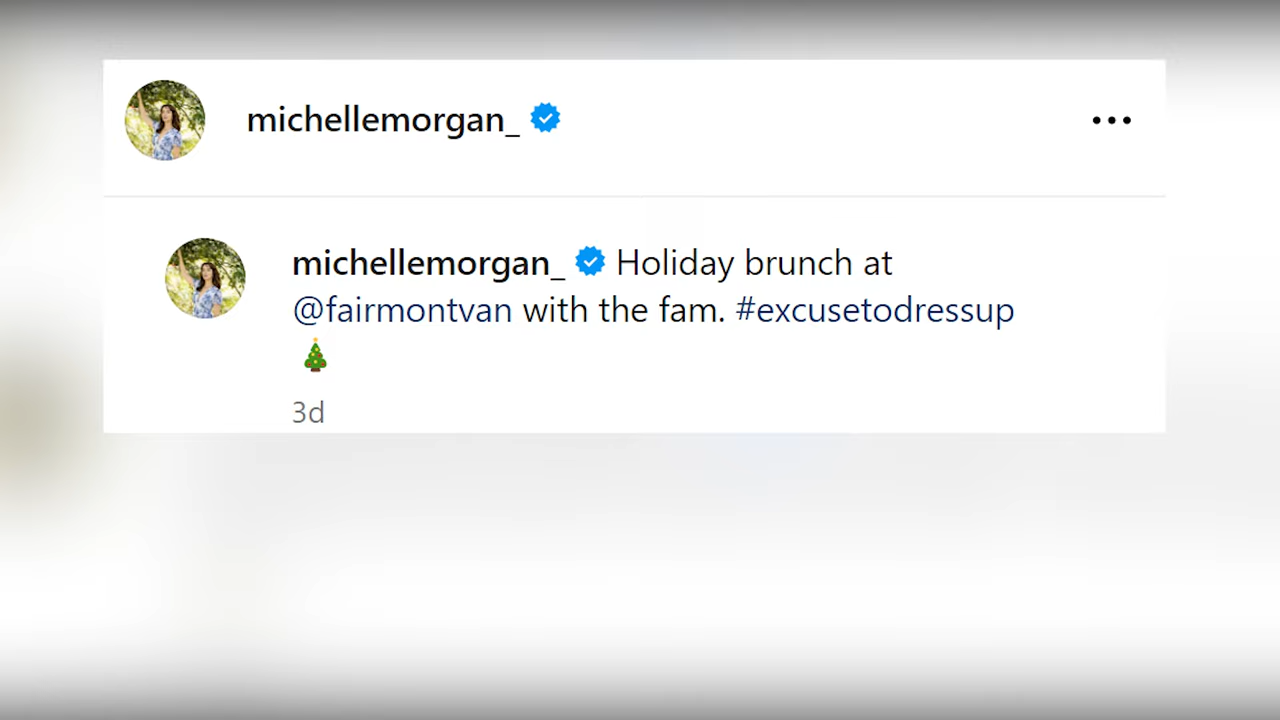 michellemorgan_
michellemorgan_ Holiday brunch at
@fairmontvan with the fam. #excusetodressup
🎄
3d